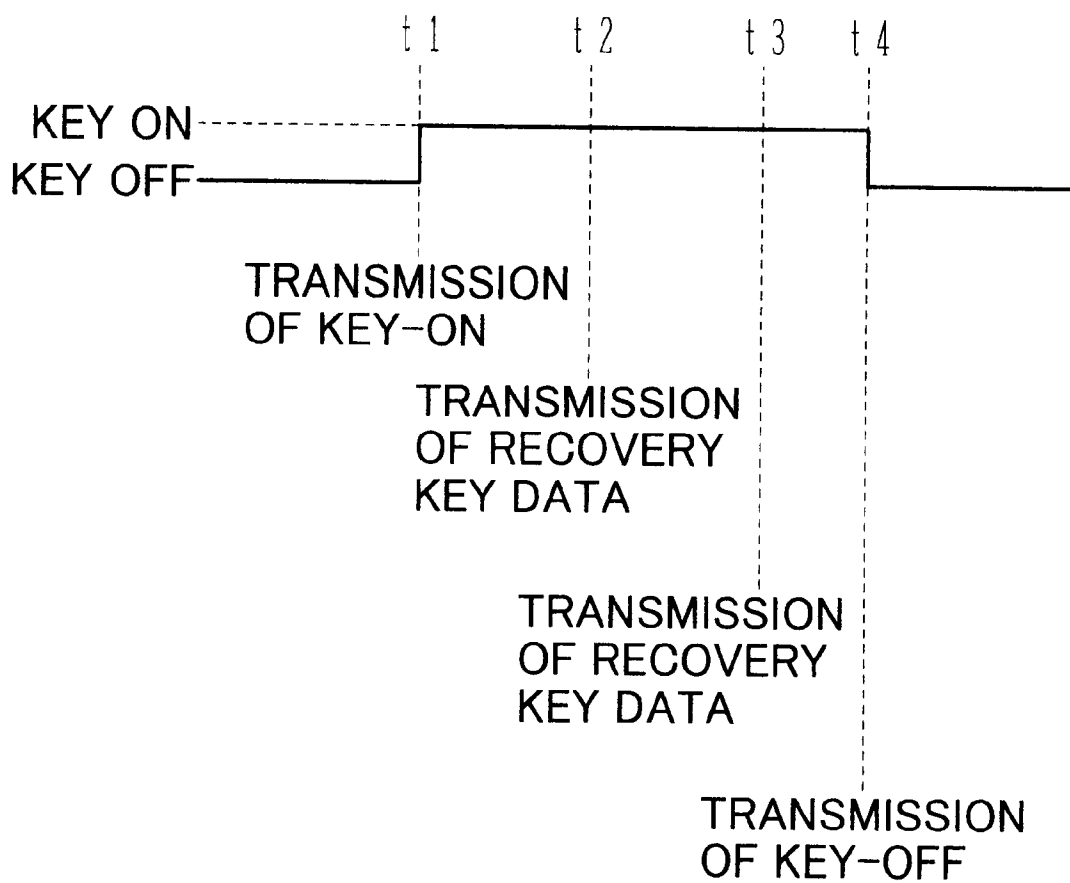 t1 t2 t3 t4
KEY ON
KEY OFF
TRANSMISSION
OF KEY-ON
TRANSMISSION
OF RECOVERY
KEY DATA
TRANSMISSION
OF RECOVERY
KEY DATA
TRANSMISSION
OF KEY-OFF